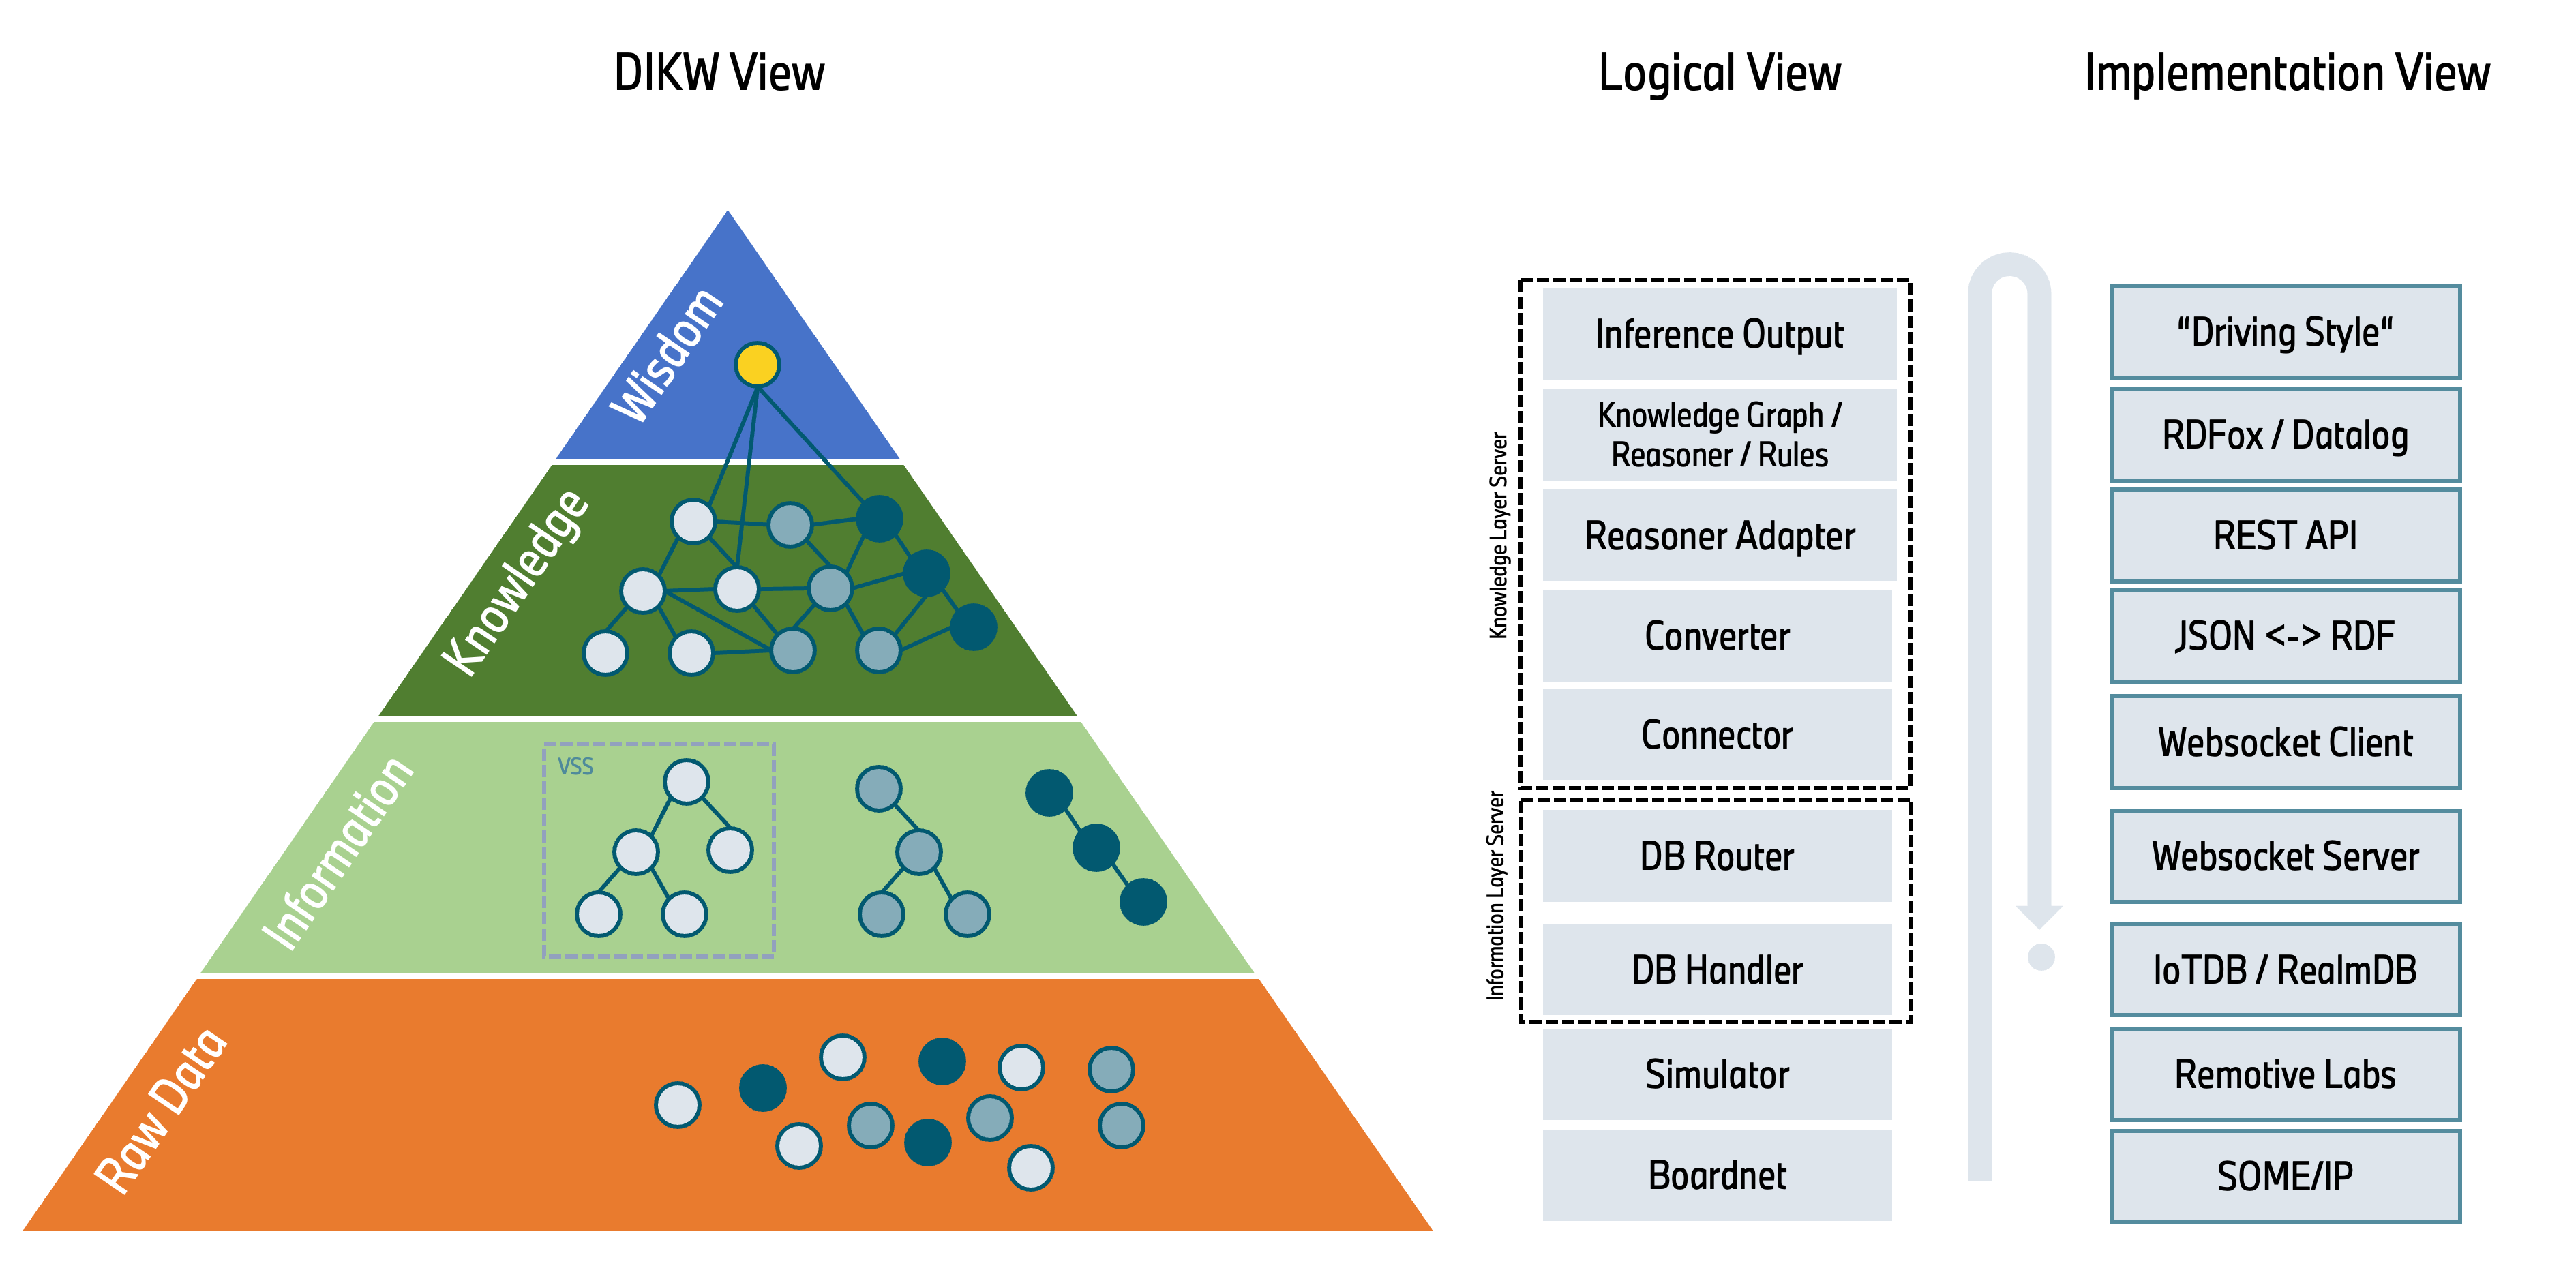 DIKW View
Logical View
Implementation View
Wisdom
Knowledge
Information
VSS
Raw Data
Knowledge Layer Server
Inference Output
Knowledge Graph /
Reasoner / Rules
Reasoner Adapter
Converter
Connector
Information Layer Server
DB Router
DB Handler
Simulator
Boardnet
“Driving Style“
RDFox / Datalog
REST API
JSON <-> RDF
Websocket Client
Websocket Server
IoTDB / RealmDB
Remotive Labs
SOME/IP